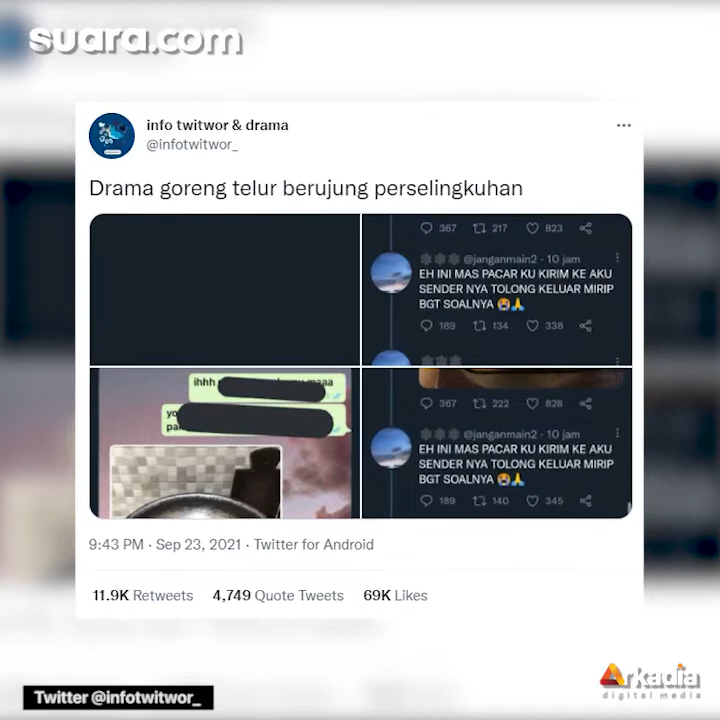 suara.com
info twitwor & drama
@infotwitwor_
Drama goreng telur berujung perselingkuhan
367 217 823
@janganmain2 · 10 jam
EH INI MAS PACAR KU KIRIM KE AKU
SENDER NYA TOLONG KELUAR MIRIP
BGT SOALNYA 😭🙏
189 134 338
ihhh maaa
yo
pa
367 222 828
@janganmain2 · 10 jam
EH INI MAS PACAR KU KIRIM KE AKU
SENDER NYA TOLONG KELUAR MIRIP
BGT SOALNYA 😭🙏
189 140 345
9:43 PM · Sep 23, 2021 · Twitter for Android
11.9K Retweets 4,749 Quote Tweets 69K Likes
Twitter @infotwitwor_
Arkadia
digital media